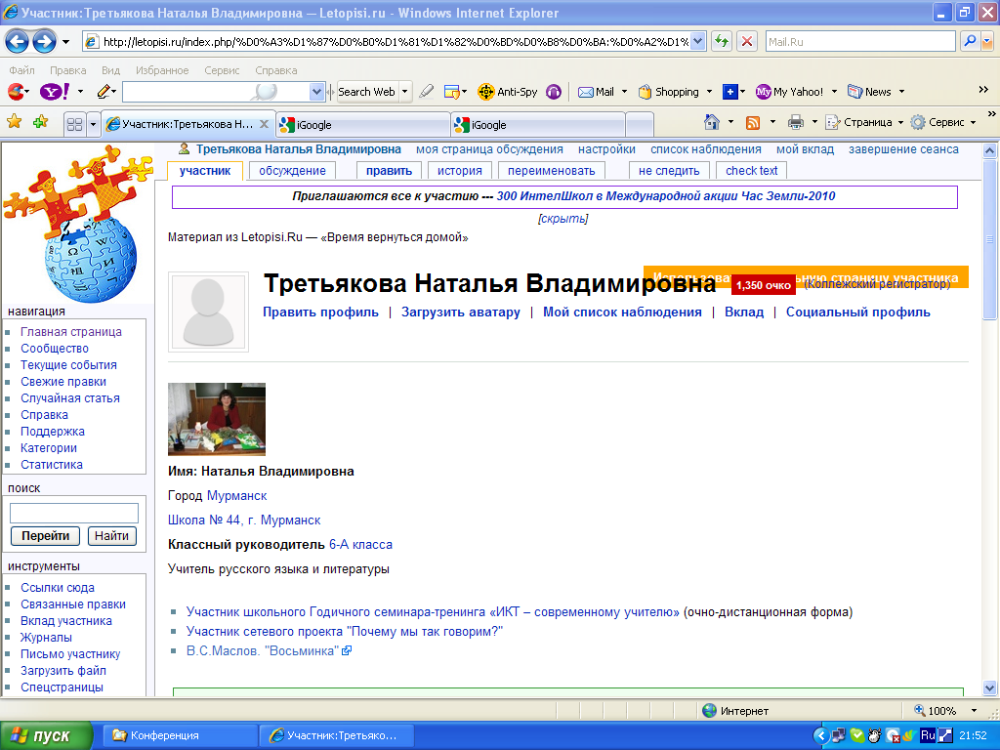 Участник:Третьякова Наталья Владимировна — Letopisi.ru - Windows Internet Explorer
http://letopisi.ru/index.php/%D0%A3%D1%87%D0%B0%D1%81%D1%82%D0%BD%D0%B8%D0%BA:%D0%A2%D1% Mail.Ru
Файл Правка Вид Избранное Сервис Справка
Y! Search Web Anti-Spy Mail Shopping My Yahoo! News
Участник:Третьякова Н... iGoogle iGoogle Страница Сервис
Третьякова Наталья Владимировна моя страница обсуждения настройки список наблюдения мой вклад завершение сеанса
участник обсуждение править история переименовать не следить check text
Приглашаются все к участию --- 300 ИнтелШкол в Международной акции Час Земли-2010
[скрыть]
Материал из Letopisi.Ru — «Время вернуться домой»
Третьякова Наталья Владимировна 1,350 очко (Коллежский регистратор) страницу участника
Править профиль | Загрузить аватару | Мой список наблюдения | Вклад | Социальный профиль
навигация
Главная страница
Сообщество
Текущие события
Свежие правки
Случайная статья
Справка
Поддержка
Категории
Статистика
поиск
Перейти Найти
инструменты
Ссылки сюда
Связанные правки
Вклад участника
Журналы
Письмо участнику
Загрузить файл
Спецстраницы
Имя: Наталья Владимировна
Город Мурманск
Школа № 44, г. Мурманск
Классный руководитель 6-А класса
Учитель русского языка и литературы
Участник школьного Годичного семинара-тренинга «ИКТ – современному учителю» (очно-дистанционная форма)
Участник сетевого проекта "Почему мы так говорим?"
В.С.Маслов. "Восьминка"
Интернет 100%
пуск Конференция Участник:Третьяко... Ru 21:52